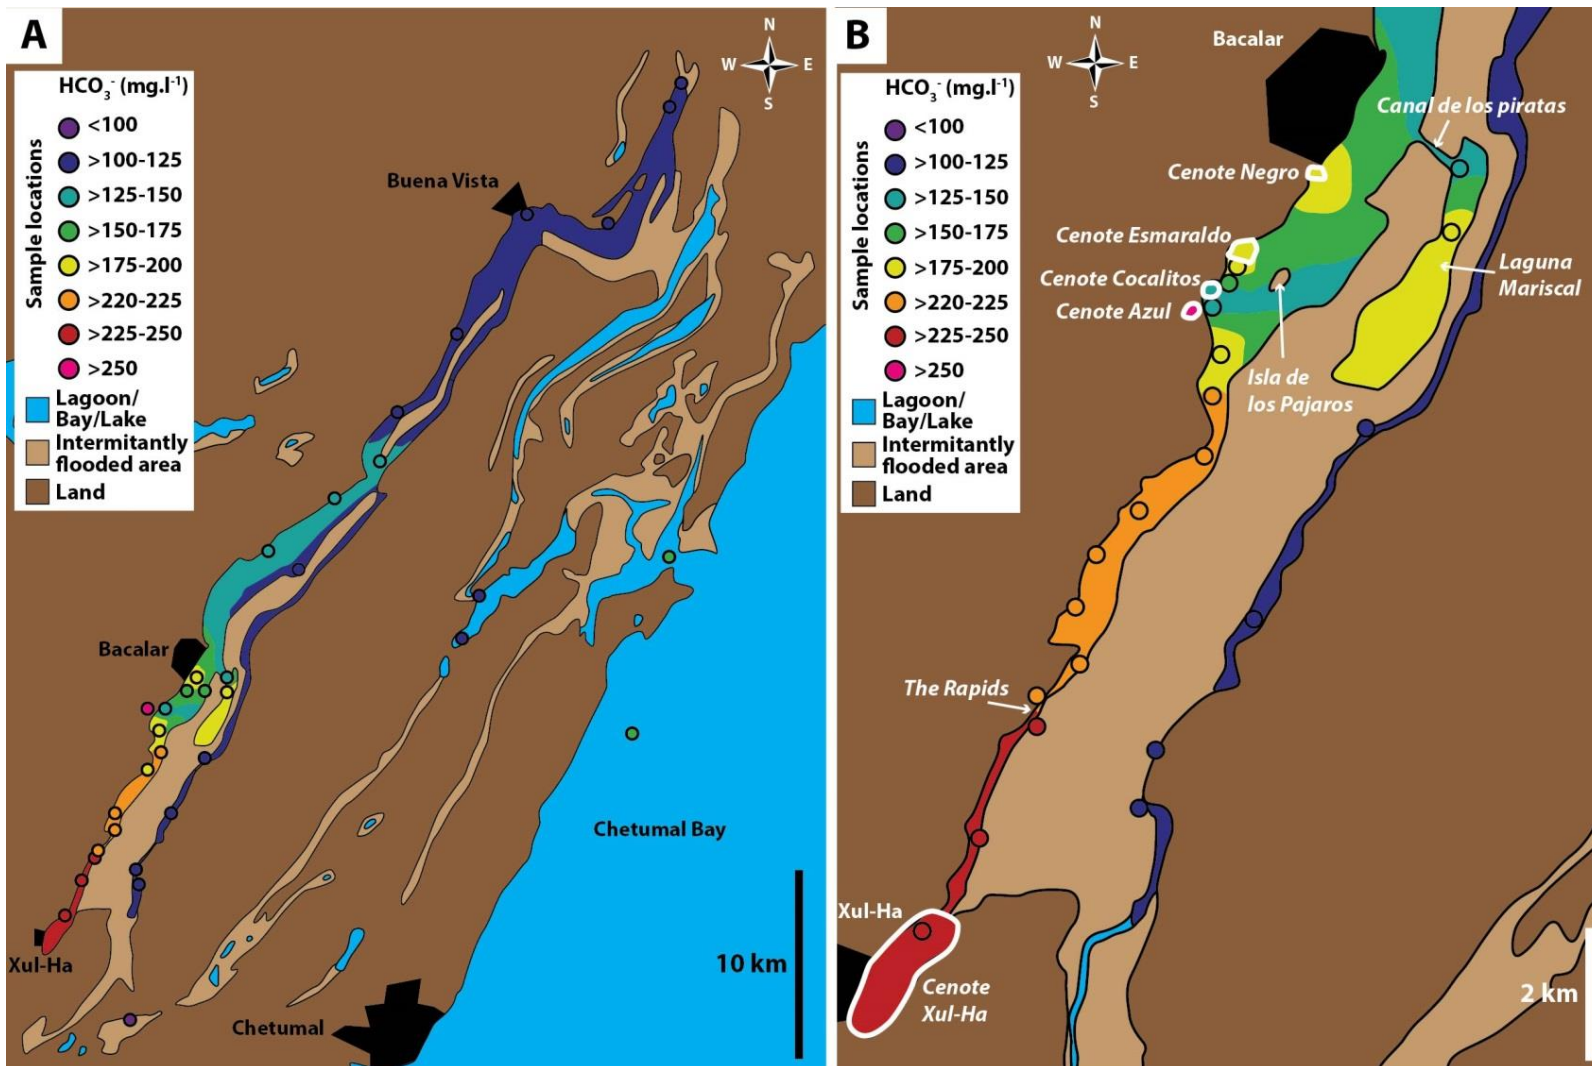 A
N
W
E
S
HCO₃⁻ (mg.l⁻¹)
Sample locations
<100
>100-125
>125-150
>150-175
>175-200
>220-225
>225-250
>250
Lagoon/
Bay/Lake
Intermitantly
flooded area
Land
Buena Vista
Bacalar
Xul-Ha
Chetumal
Chetumal Bay
10 km
B
N
W
E
S
HCO₃⁻ (mg.l⁻¹)
Sample locations
<100
>100-125
>125-150
>150-175
>175-200
>220-225
>225-250
>250
Lagoon/
Bay/Lake
Intermitantly
flooded area
Land
Bacalar
Canal de los piratas
Cenote Negro
Cenote Esmaraldo
Cenote Cocalitos
Cenote Azul
Laguna
Mariscal
Isla de
los Pajaros
The Rapids
Xul-Ha
Cenote
Xul-Ha
2 km